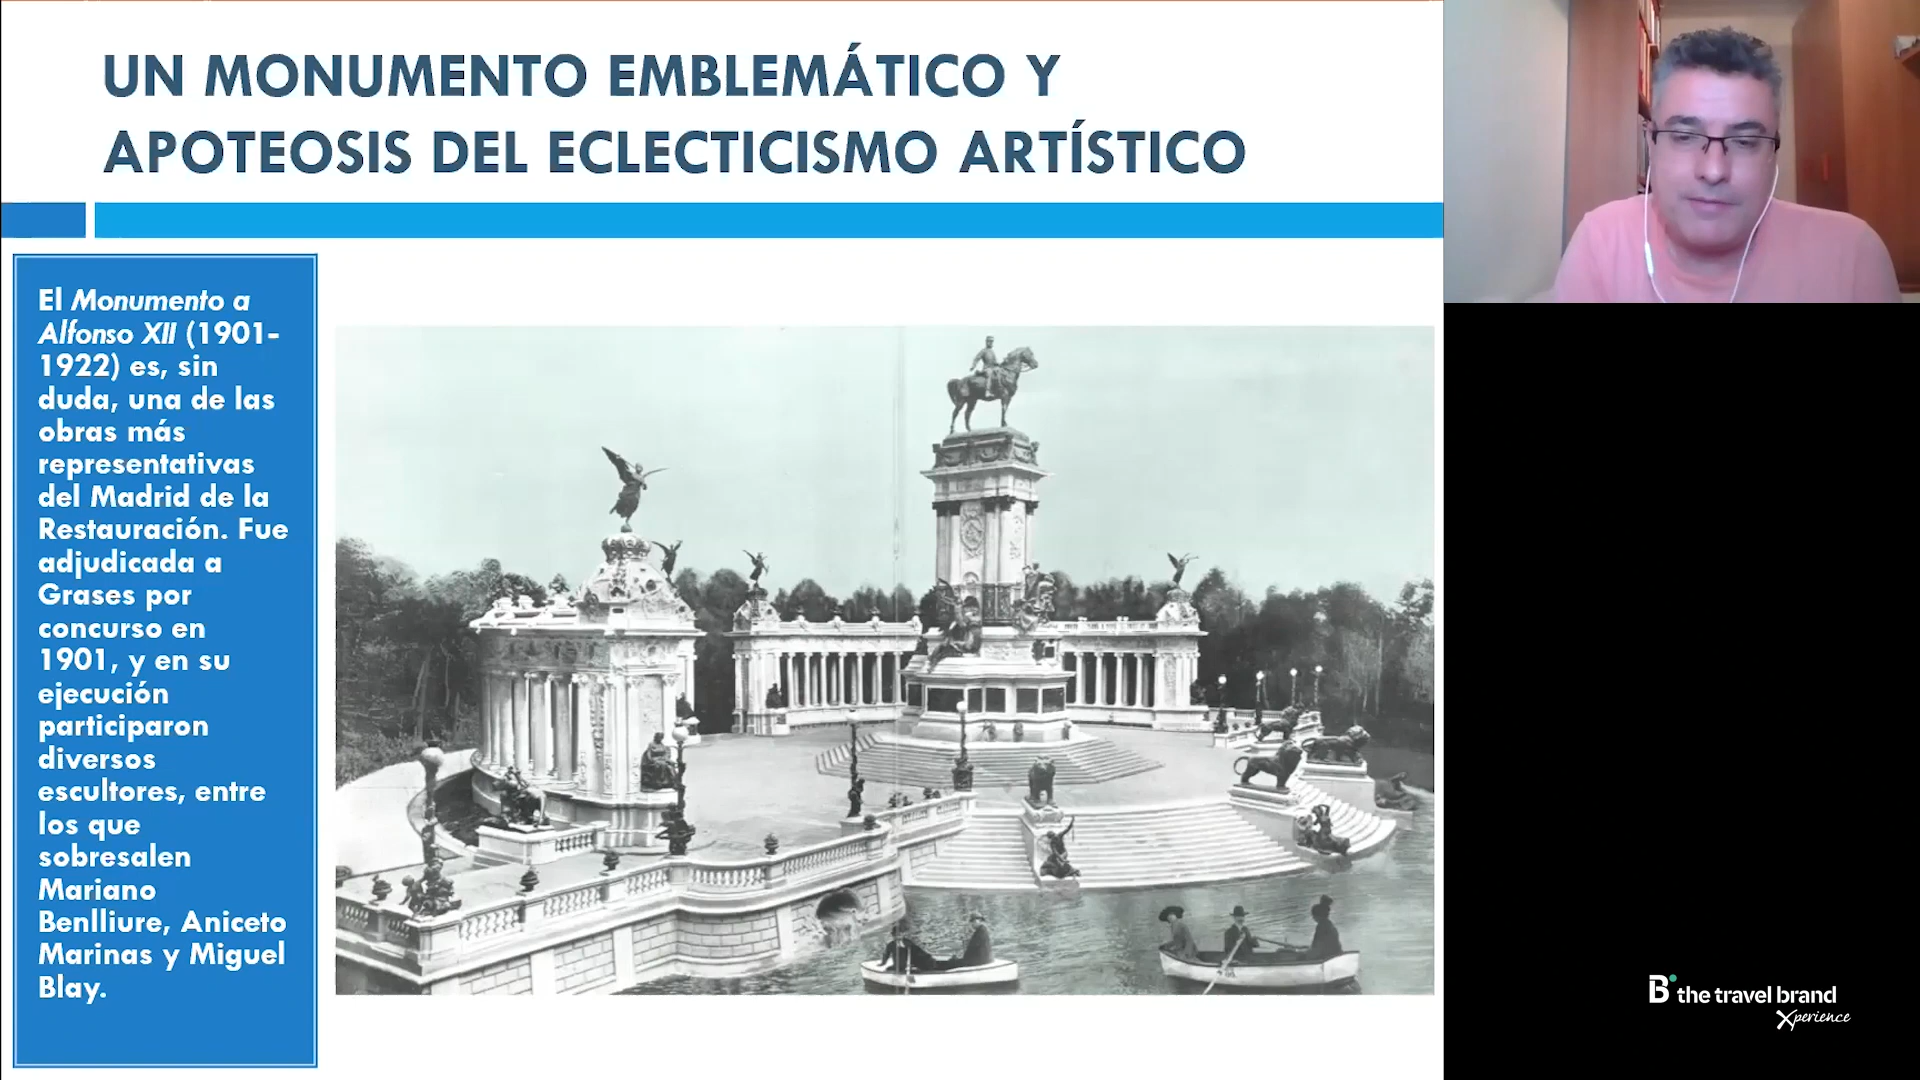 UN MONUMENTO EMBLEMÁTICO Y
APOTEOSIS DEL ECLECTICISMO ARTÍSTICO
El Monumento a
Alfonso XII (1901-
1922) es, sin
duda, una de las
obras más
representativas
del Madrid de la
Restauración. Fue
adjudicada a
Grases por
concurso en
1901, y en su
ejecución
participaron
diversos
escultores, entre
los que
sobresalen
Mariano
Benlliure, Aniceto
Marinas y Miguel
Blay.
B the travel brand
Xperience